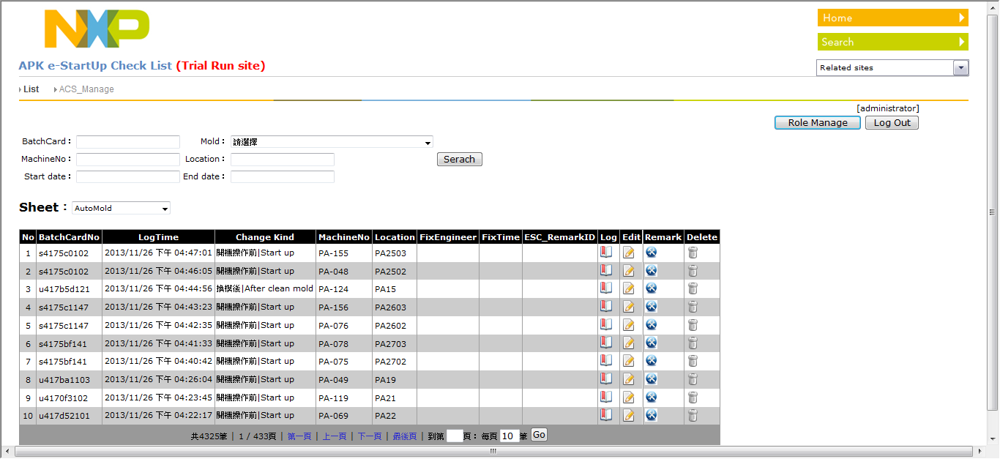 NXP
Home
Search
APK e-StartUp Check List (Trial Run site)
Related sites
List ACS_Manage
[administrator]
Role Manage Log Out
BatchCard： Mold： 請選擇
MachineNo： Location： Serach
Start date： End date：
Sheet： AutoMold
No BatchCardNo LogTime Change Kind MachineNo Location FixEngineer FixTime ESC_RemarkID Log Edit Remark Delete
1 s4175c0102 2013/11/26 下午 04:47:01 開機操作前|Start up PA-155 PA2503
2 s4175c0102 2013/11/26 下午 04:46:05 開機操作前|Start up PA-048 PA2502
3 u417b5d121 2013/11/26 下午 04:44:56 換模後|After clean mold PA-124 PA15
4 s4175c1147 2013/11/26 下午 04:43:23 開機操作前|Start up PA-156 PA2603
5 s4175c1147 2013/11/26 下午 04:42:35 開機操作前|Start up PA-076 PA2602
6 s4175bf141 2013/11/26 下午 04:41:33 開機操作前|Start up PA-078 PA2703
7 s4175bf141 2013/11/26 下午 04:40:42 開機操作前|Start up PA-075 PA2702
8 u417ba1103 2013/11/26 下午 04:26:04 開機操作前|Start up PA-049 PA19
9 u4170f3102 2013/11/26 下午 04:23:45 開機操作前|Start up PA-119 PA21
10 u417d52101 2013/11/26 下午 04:22:17 開機操作前|Start up PA-069 PA22
共4325筆 | 1 / 433頁 | 第一頁 | 上一頁 | 下一頁 | 最後頁 | 到第 頁：每頁 10 筆 Go